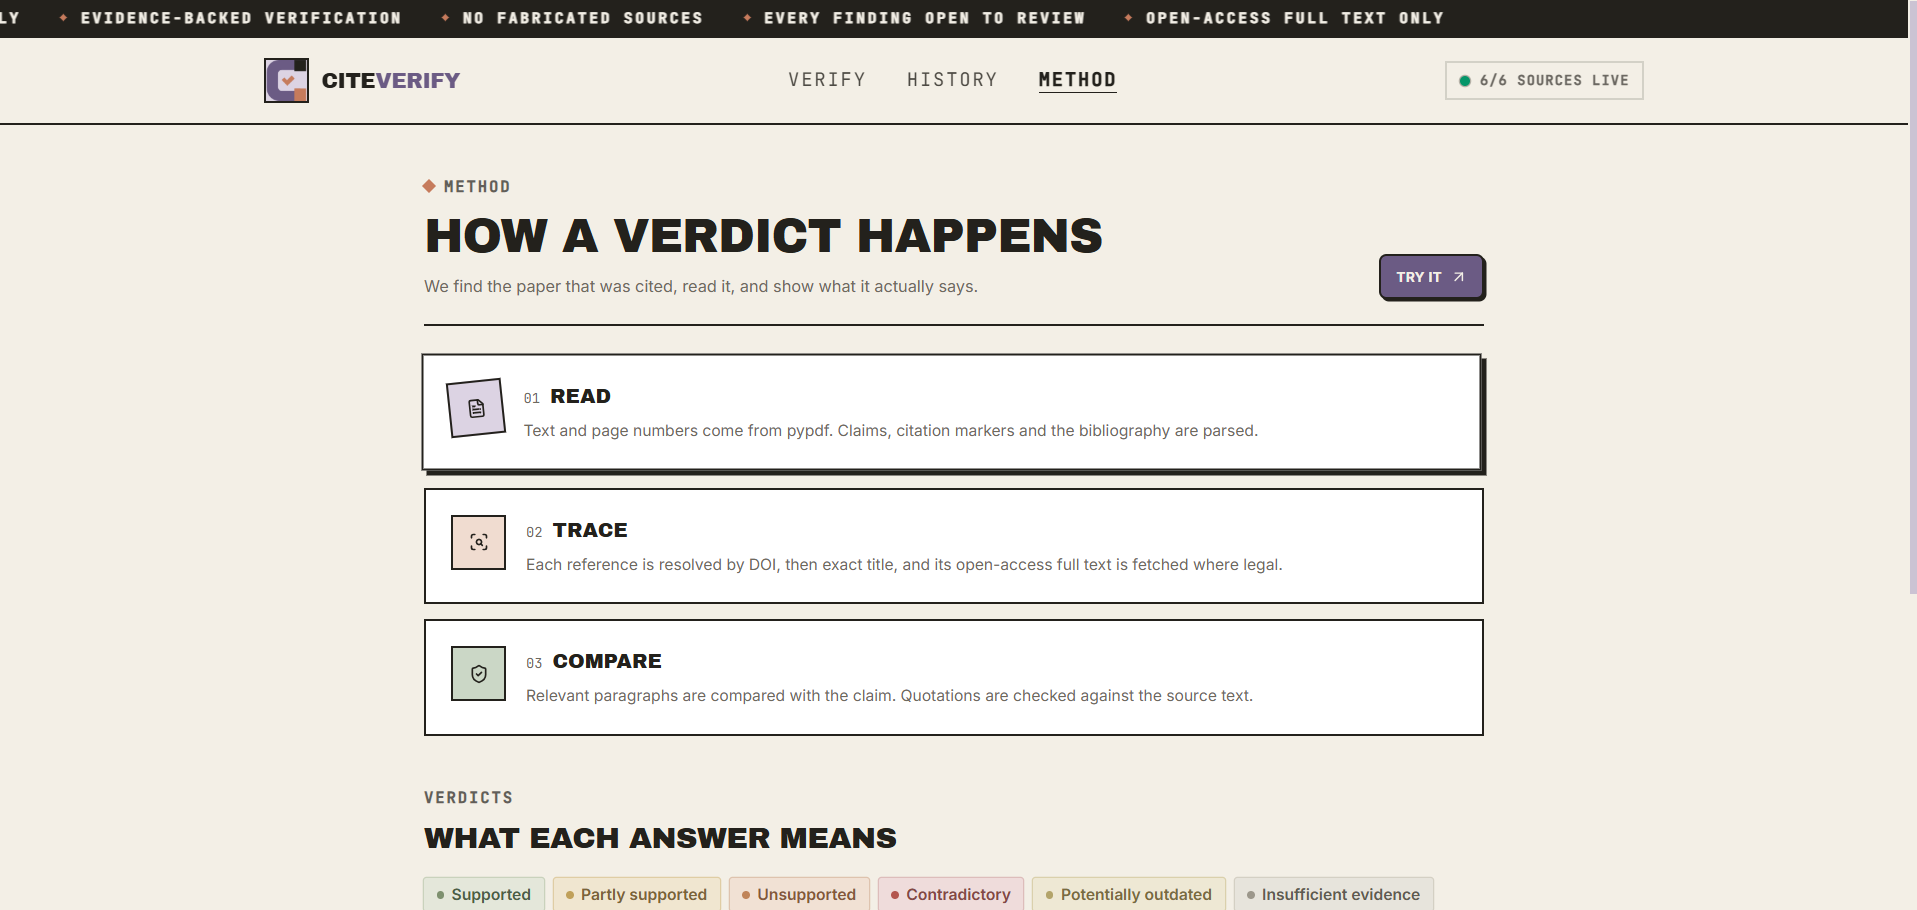 LY ◆ EVIDENCE-BACKED VERIFICATION ◆ NO FABRICATED SOURCES ◆ EVERY FINDING OPEN TO REVIEW ◆ OPEN-ACCESS FULL TEXT ONLY
CITEVERIFY
VERIFY HISTORY METHOD
6/6 SOURCES LIVE
METHOD
HOW A VERDICT HAPPENS
We find the paper that was cited, read it, and show what it actually says.
TRY IT
01 READ
Text and page numbers come from pypdf. Claims, citation markers and the bibliography are parsed.
02 TRACE
Each reference is resolved by DOI, then exact title, and its open-access full text is fetched where legal.
03 COMPARE
Relevant paragraphs are compared with the claim. Quotations are checked against the source text.
VERDICTS
WHAT EACH ANSWER MEANS
Supported Partly supported Unsupported Contradictory Potentially outdated Insufficient evidence